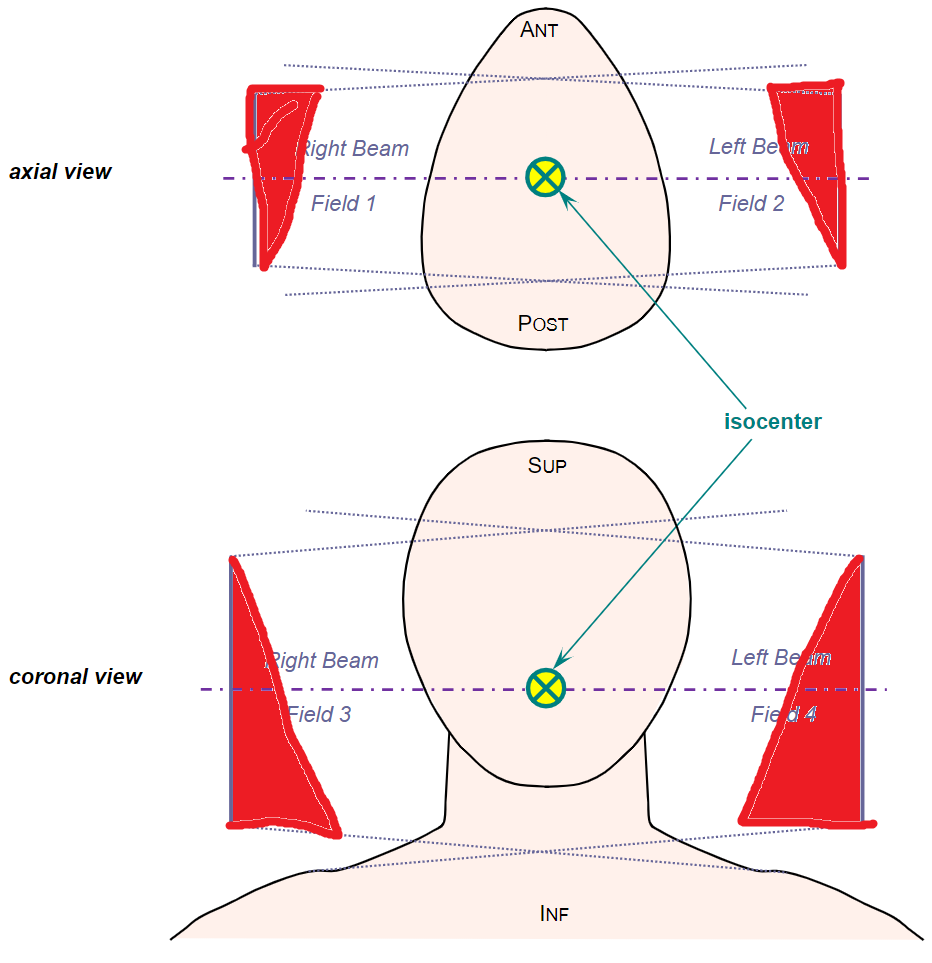 ANT
axial view
Right Beam
Left Beam
Field 1
Field 2
POST
isocenter
SUP
coronal view
Right Beam
Left Beam
Field 3
Field 4
INF